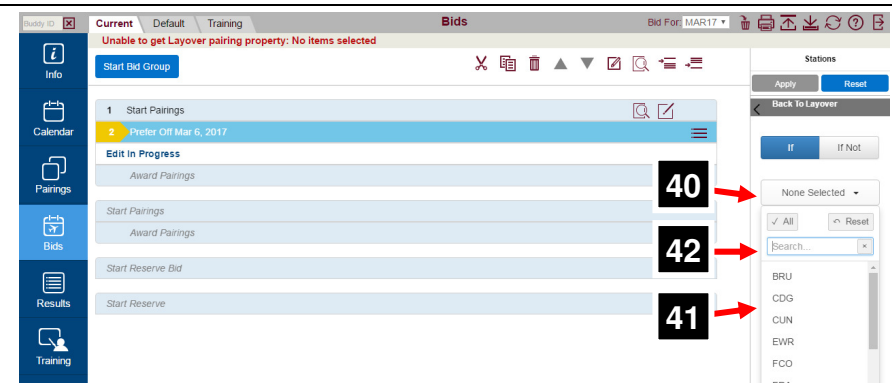 Buddy ID
Current Default Training Bids Bid For: MAR17
Unable to get Layover pairing property: No items selected
Start Bid Group
Stations
Apply Reset
Back To Layover
Info
Calendar
Pairings
Bids
Results
Training
1 Start Pairings
2 Prefer Off Mar 6, 2017
Edit In Progress
Award Pairings
Start Pairings
Award Pairings
Start Reserve Bid
Start Reserve
40
42
41
If If Not
None Selected
✓ All Reset
Search...
BRU
CDG
CUN
EWR
FCO